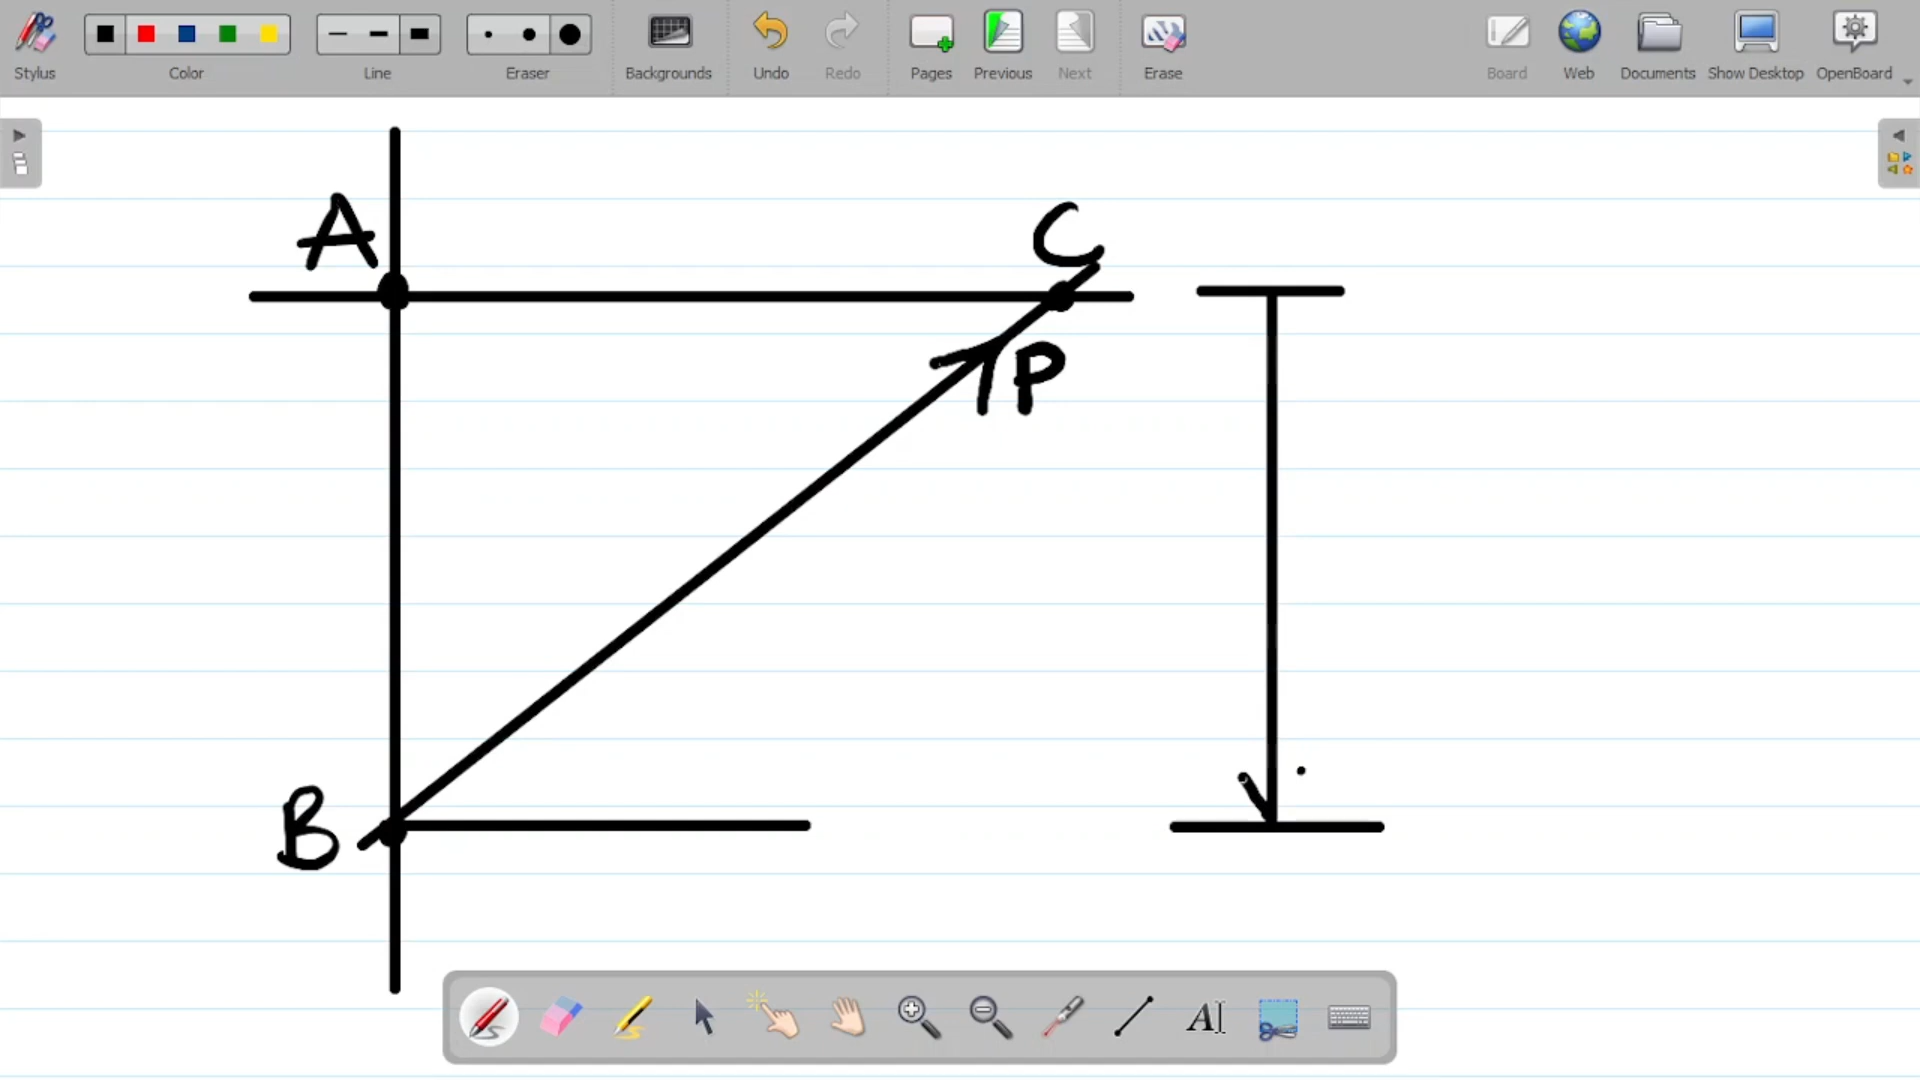 Stylus Color Line Eraser Backgrounds Undo Redo Pages Previous Next Erase Board Web Documents Show Desktop OpenBoard
A C
P
B
A